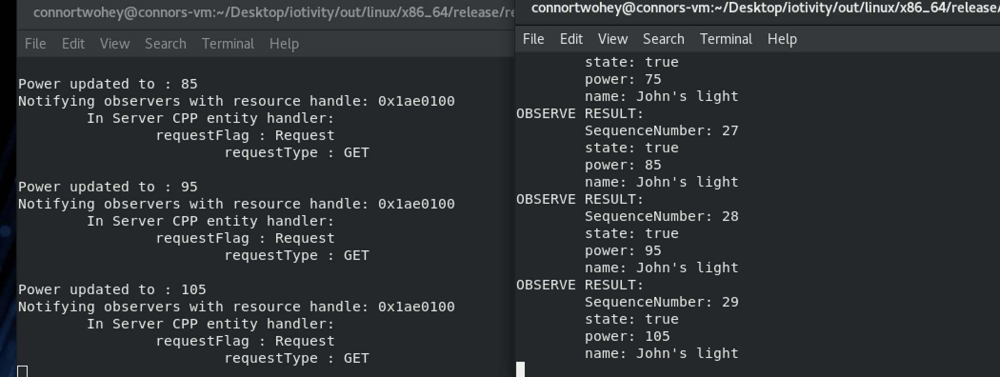 connortwohey@connors-vm:~/Desktop/iotivity/out/linux/x86_64/release/re
File Edit View Search Terminal Help
Power updated to : 85
Notifying observers with resource handle: 0x1ae0100
In Server CPP entity handler:
requestFlag : Request
requestType : GET
Power updated to : 95
Notifying observers with resource handle: 0x1ae0100
In Server CPP entity handler:
requestFlag : Request
requestType : GET
Power updated to : 105
Notifying observers with resource handle: 0x1ae0100
In Server CPP entity handler:
requestFlag : Request
requestType : GET
connortwohey@connors-vm:~/Desktop/iotivity/out/linux/x86_64/release/
File Edit View Search Terminal Help
state: true
power: 75
name: John's light
OBSERVE RESULT:
SequenceNumber: 27
state: true
power: 85
name: John's light
OBSERVE RESULT:
SequenceNumber: 28
state: true
power: 95
name: John's light
OBSERVE RESULT:
SequenceNumber: 29
state: true
power: 105
name: John's light